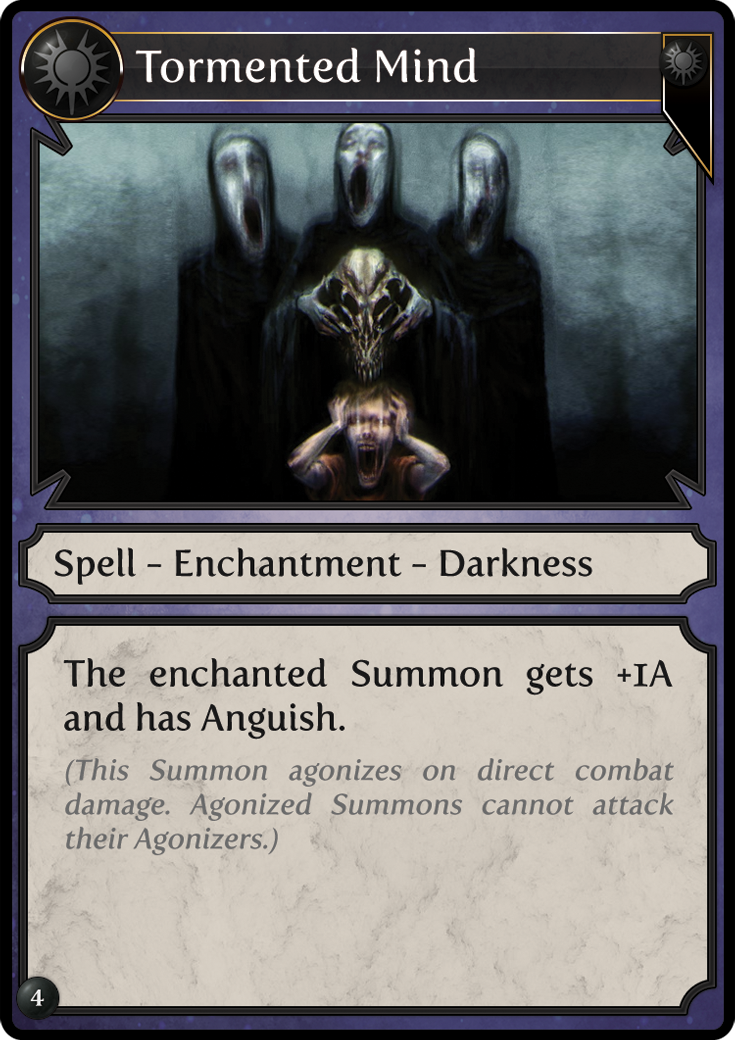 Tormented Mind
Spell – Enchantment – Darkness
The enchanted Summon gets +1A
and has Anguish.
(This Summon agonizes on direct combat
damage. Agonized Summons cannot attack
their Agonizers.)
4